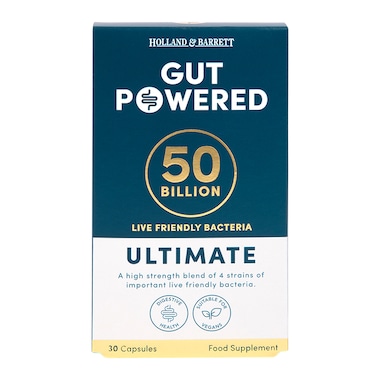 HOLLAND & BARRETT
GUT
POWERED
50
BILLION
LIVE FRIENDLY BACTERIA
ULTIMATE
A high strength blend of 4 strains of
important live friendly bacteria.
DIGESTIVE
HEALTH
SUITABLE FOR
VEGANS
30 Capsules
Food Supplement